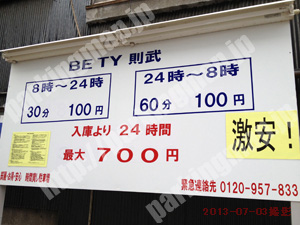 BE TY 則武
8時～24時
30分 100円
24時～8時
60分 100円
入庫より24時間
最大 700円
激安!
緊急連絡先 0120-957-833
2013-07-03撮影